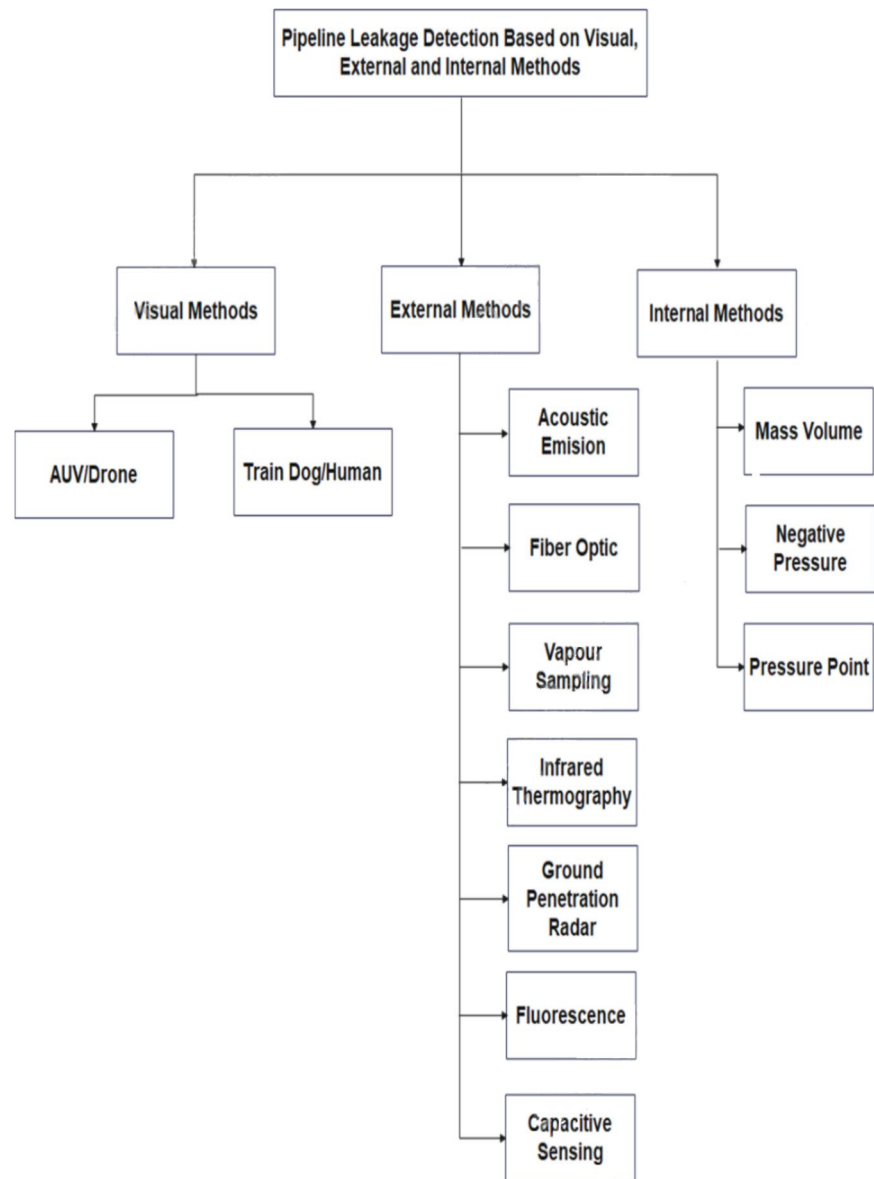 Pipeline Leakage Detection Based on Visual,
External and Internal Methods
Visual Methods
External Methods
Internal Methods
AUV/Drone
Train Dog/Human
Acoustic
Emision
Fiber Optic
Vapour
Sampling
Infrared
Thermography
Ground
Penetration
Radar
Fluorescence
Capacitive
Sensing
Mass Volume
Negative
Pressure
Pressure Point